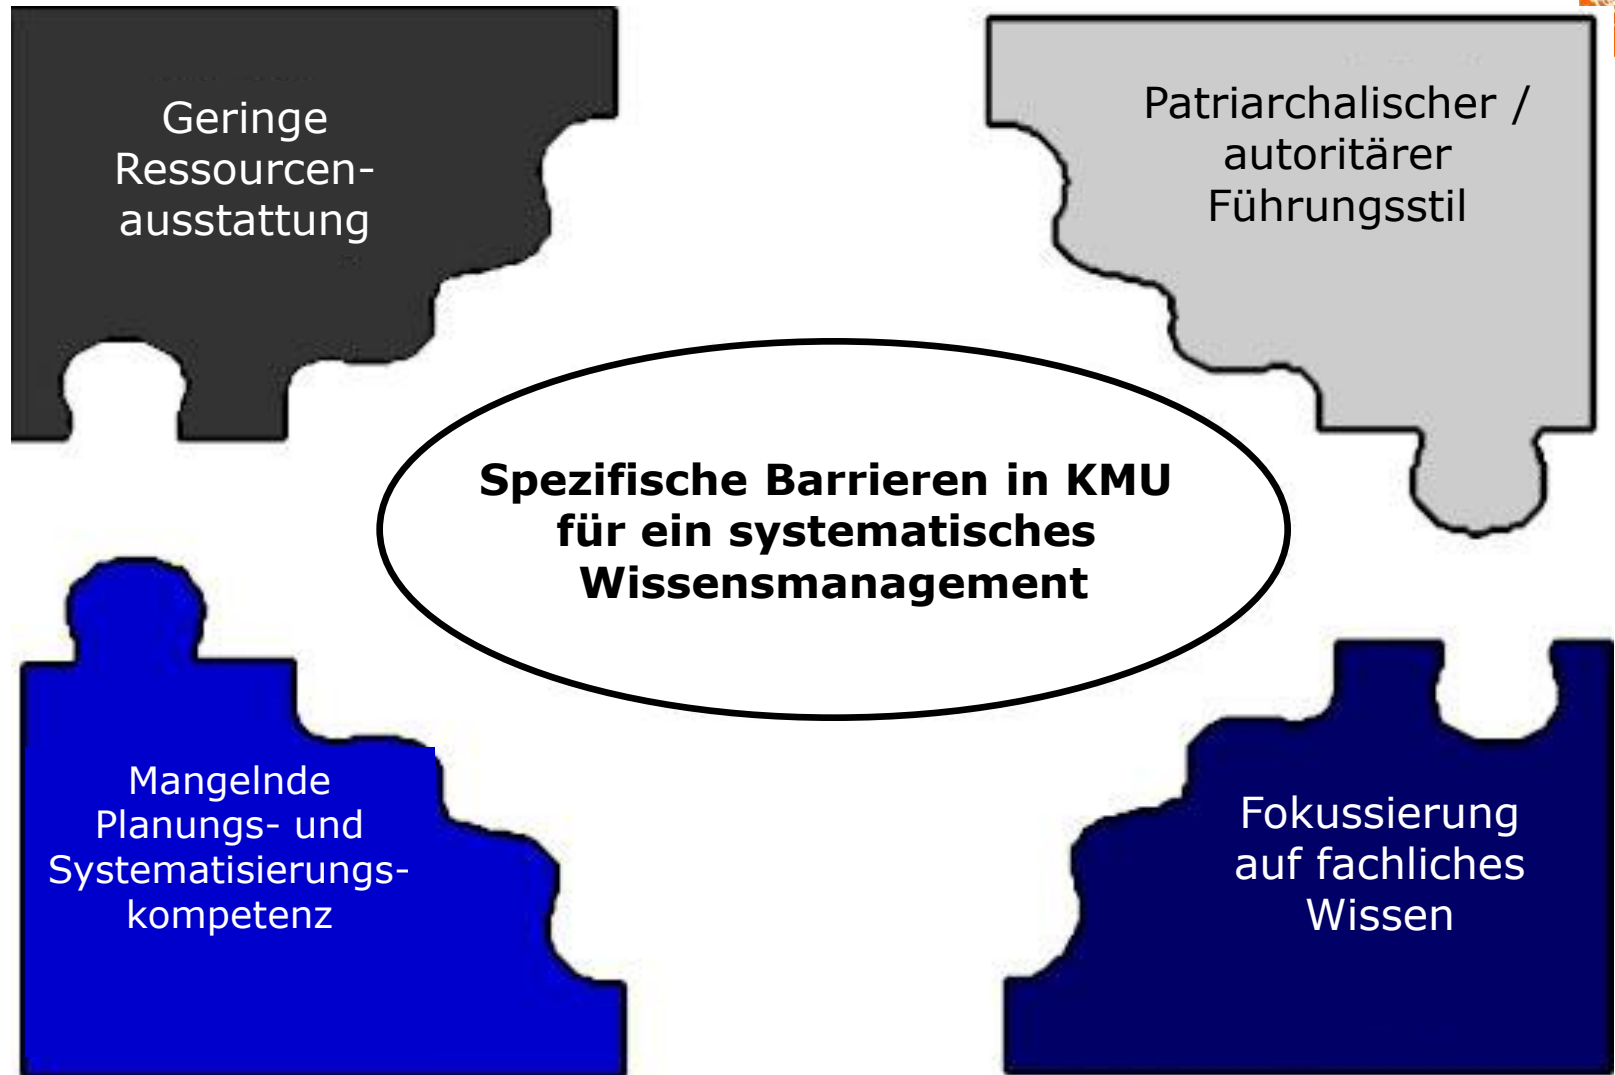 Geringe
Ressourcen-
ausstattung
Patriarchalischer /
autoritärer
Führungsstil
Spezifische Barrieren in KMU
für ein systematisches
Wissensmanagement
Mangelnde
Planungs- und
Systematisierungs-
kompetenz
Fokussierung
auf fachliches
Wissen